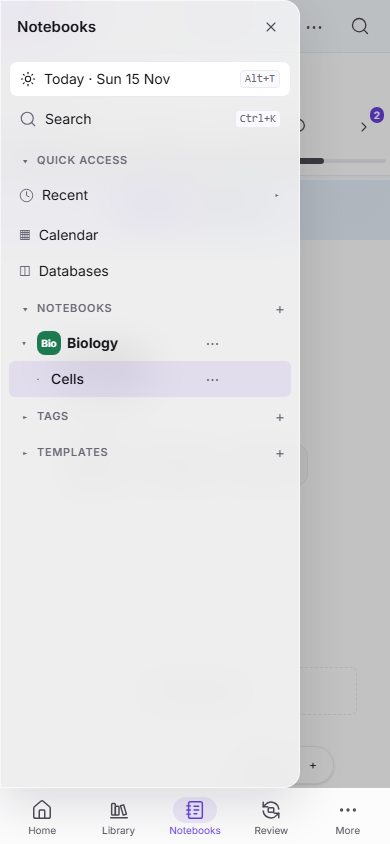 Notebooks
Today · Sun 15 Nov Alt+T
Search Ctrl+K
QUICK ACCESS
Recent
Calendar
Databases
NOTEBOOKS +
Bio Biology ...
Cells ...
TAGS +
TEMPLATES +
2
+
Home Library Notebooks Review More